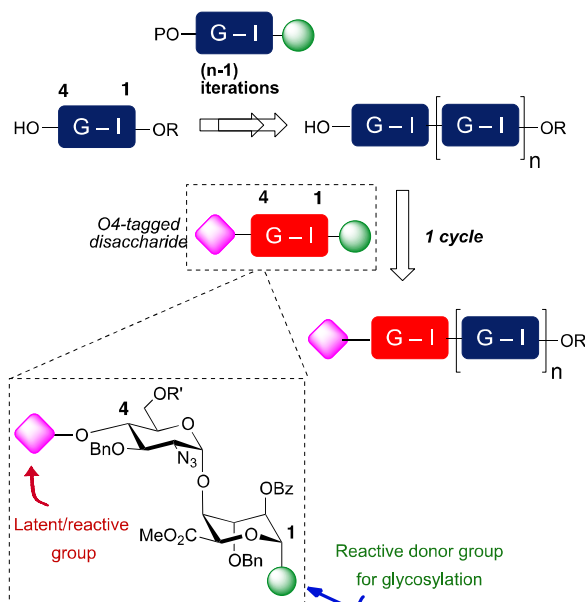 PO
G – I
(n-1)
iterations
4 1
HO
G – I
OR
HO
G – I
G – I
OR
n
O4-tagged
disaccharide
4 1
G – I
1 cycle
G – I
G – I
OR
n
OR'
4
O
O
BnO
N3
O
OBz
MeO2C
O
1
OBn
Latent/reactive
group
Reactive donor group
for glycosylation